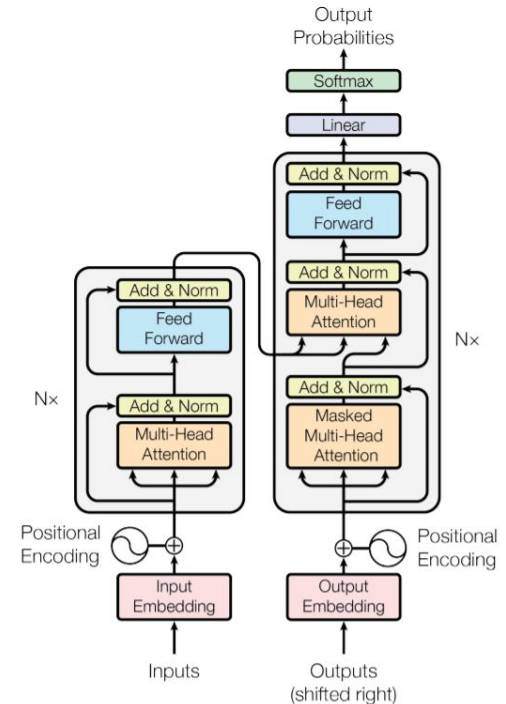 Output
Probabilities
Softmax
Linear
Add & Norm
Feed
Forward
Add & Norm
Multi-Head
Attention
Add & Norm
Masked
Multi-Head
Attention
Nx
Add & Norm
Feed
Forward
Add & Norm
Multi-Head
Attention
Nx
Positional
Encoding
Positional
Encoding
Input
Embedding
Output
Embedding
Inputs
Outputs
(shifted right)